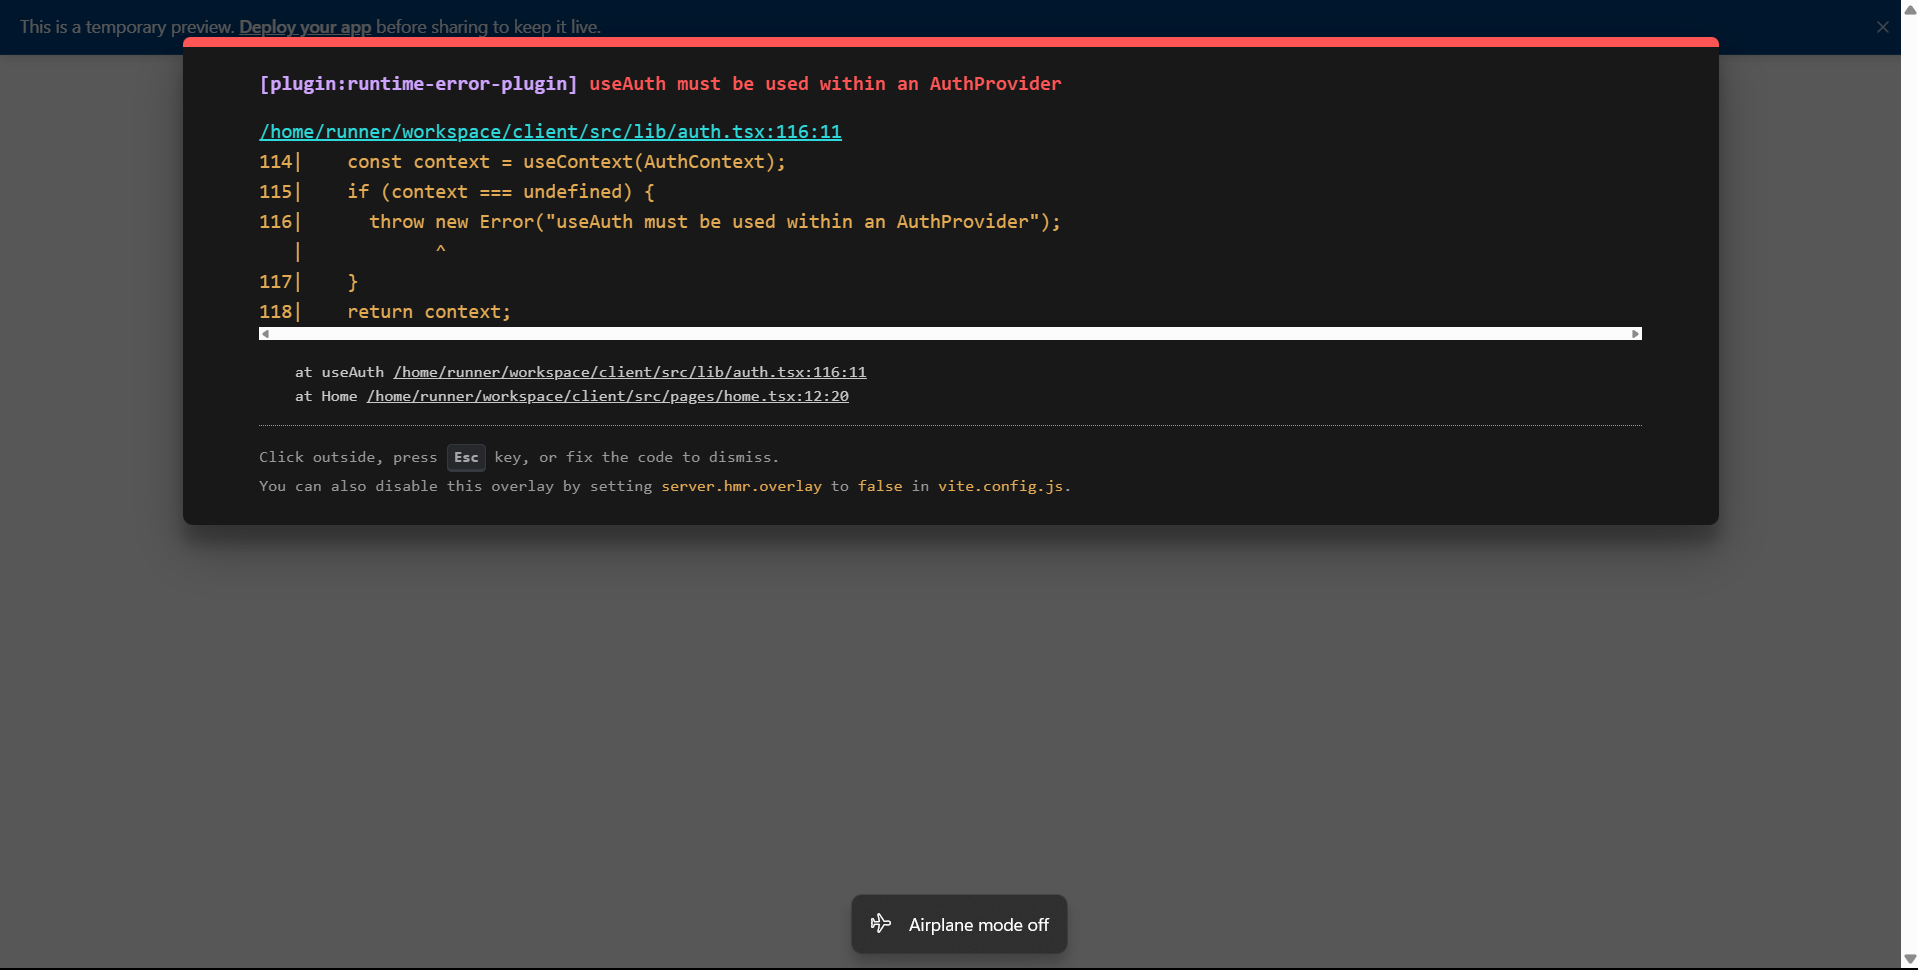 This is a temporary preview. Deploy your app before sharing to keep it live.
[plugin:runtime-error-plugin] useAuth must be used within an AuthProvider
/home/runner/workspace/client/src/lib/auth.tsx:116:11
114|    const context = useContext(AuthContext);
115|    if (context === undefined) {
116|      throw new Error("useAuth must be used within an AuthProvider");
   |            ^
117|    }
118|    return context;
at useAuth /home/runner/workspace/client/src/lib/auth.tsx:116:11
at Home /home/runner/workspace/client/src/pages/home.tsx:12:20
Click outside, press Esc key, or fix the code to dismiss.
You can also disable this overlay by setting server.hmr.overlay to false in vite.config.js.
Airplane mode off